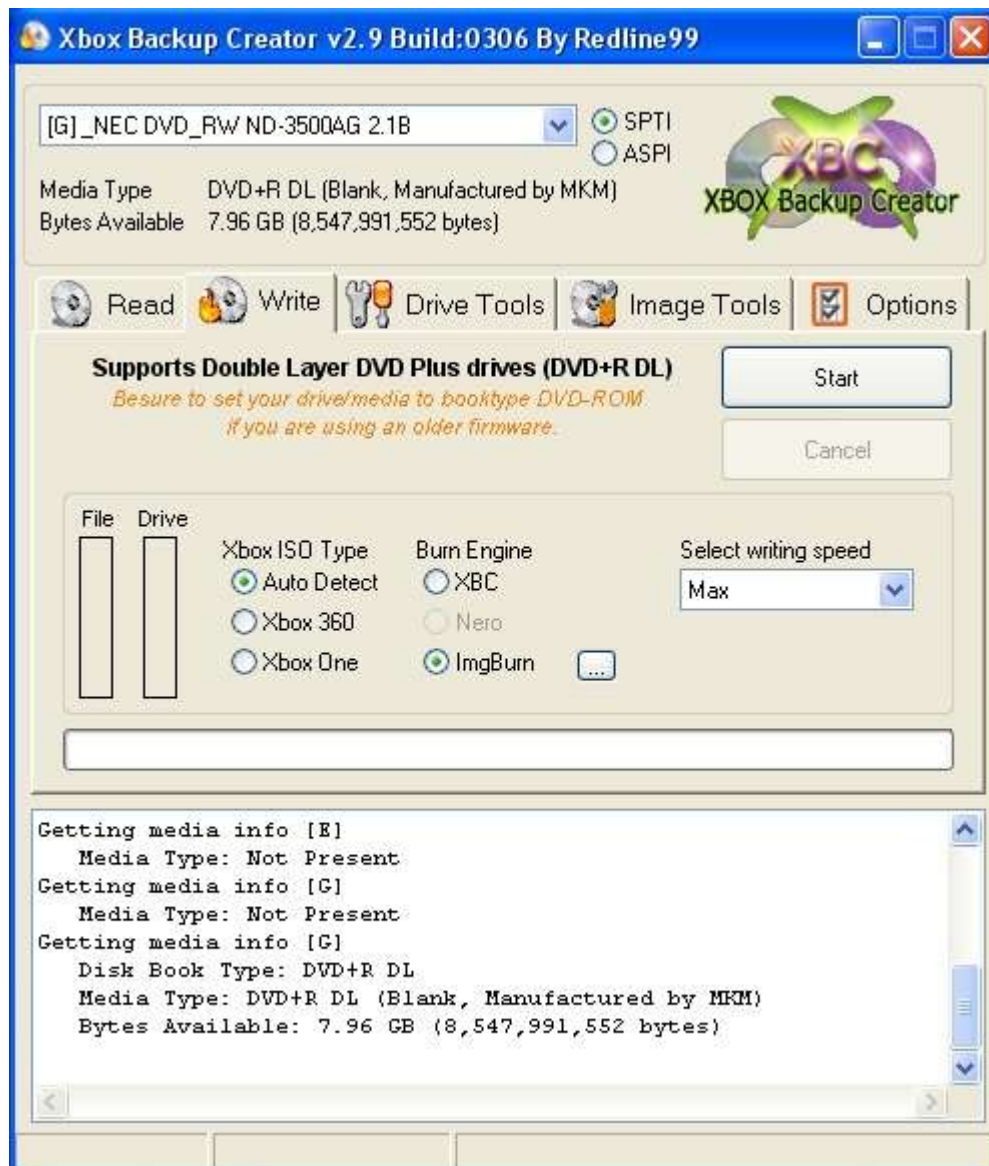 Xbox Backup Creator v2.9 Build:0306 By Redline99
[G] _NEC DVD_RW ND-3500AG 2.1B
SPTI
ASPI
Media Type DVD+R DL (Blank, Manufactured by MKM)
Bytes Available 7.96 GB (8,547,991,552 bytes)
XBC
XBOX Backup Creator
Read Write Drive Tools Image Tools Options
Supports Double Layer DVD Plus drives (DVD+R DL)
Besure to set your drive/media to booktype DVD-ROM
if you are using an older firmware.
Start
Cancel
File Drive
Xbox ISO Type Burn Engine Select writing speed
Auto Detect XBC Max
Xbox 360 Nero
Xbox One ImgBurn ...
Getting media info [E]
Media Type: Not Present
Getting media info [G]
Media Type: Not Present
Getting media info [G]
Disk Book Type: DVD+R DL
Media Type: DVD+R DL (Blank, Manufactured by MKM)
Bytes Available: 7.96 GB (8,547,991,552 bytes)